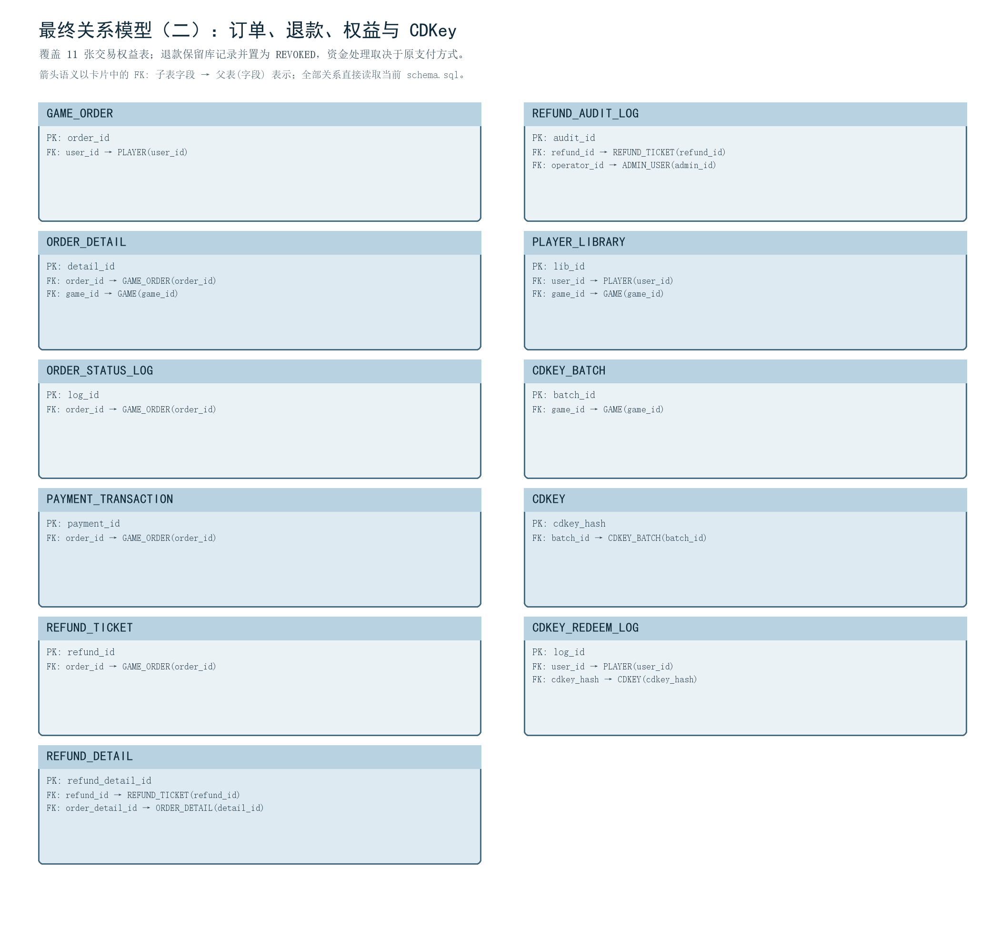 最终关系模型（二）：订单、退款、权益与 CDKey
覆盖 11 张交易权益表；退款保留库记录并置为 REVOKED，资金处理取决于原支付方式。
箭头语义以卡片中的 FK: 子表字段 → 父表(字段) 表示；全部关系直接读取当前 schema.sql。
GAME_ORDER
PK: order_id
FK: user_id → PLAYER(user_id)
ORDER_DETAIL
PK: detail_id
FK: order_id → GAME_ORDER(order_id)
FK: game_id → GAME(game_id)
ORDER_STATUS_LOG
PK: log_id
FK: order_id → GAME_ORDER(order_id)
PAYMENT_TRANSACTION
PK: payment_id
FK: order_id → GAME_ORDER(order_id)
REFUND_TICKET
PK: refund_id
FK: order_id → GAME_ORDER(order_id)
REFUND_DETAIL
PK: refund_detail_id
FK: refund_id → REFUND_TICKET(refund_id)
FK: order_detail_id → ORDER_DETAIL(detail_id)
REFUND_AUDIT_LOG
PK: audit_id
FK: refund_id → REFUND_TICKET(refund_id)
FK: operator_id → ADMIN_USER(admin_id)
PLAYER_LIBRARY
PK: lib_id
FK: user_id → PLAYER(user_id)
FK: game_id → GAME(game_id)
CDKEY_BATCH
PK: batch_id
FK: game_id → GAME(game_id)
CDKEY
PK: cdkey_hash
FK: batch_id → CDKEY_BATCH(batch_id)
CDKEY_REDEEM_LOG
PK: log_id
FK: user_id → PLAYER(user_id)
FK: cdkey_hash → CDKEY(cdkey_hash)